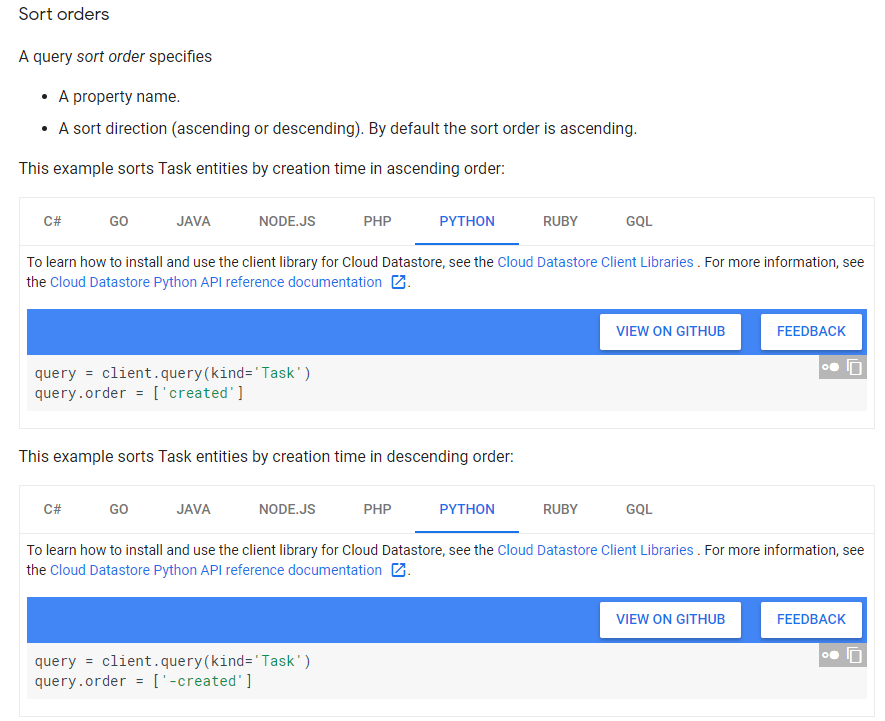 Sort orders
A query sort order specifies
• A property name.
• A sort direction (ascending or descending). By default the sort order is ascending.
This example sorts Task entities by creation time in ascending order:
C# GO JAVA NODE.JS PHP PYTHON RUBY GQL
To learn how to install and use the client library for Cloud Datastore, see the Cloud Datastore Client Libraries . For more information, see
the Cloud Datastore Python API reference documentation .
VIEW ON GITHUB FEEDBACK
query = client.query(kind='Task')
query.order = ['created']
This example sorts Task entities by creation time in descending order:
C# GO JAVA NODE.JS PHP PYTHON RUBY GQL
To learn how to install and use the client library for Cloud Datastore, see the Cloud Datastore Client Libraries . For more information, see
the Cloud Datastore Python API reference documentation .
VIEW ON GITHUB FEEDBACK
query = client.query(kind='Task')
query.order = ['-created']